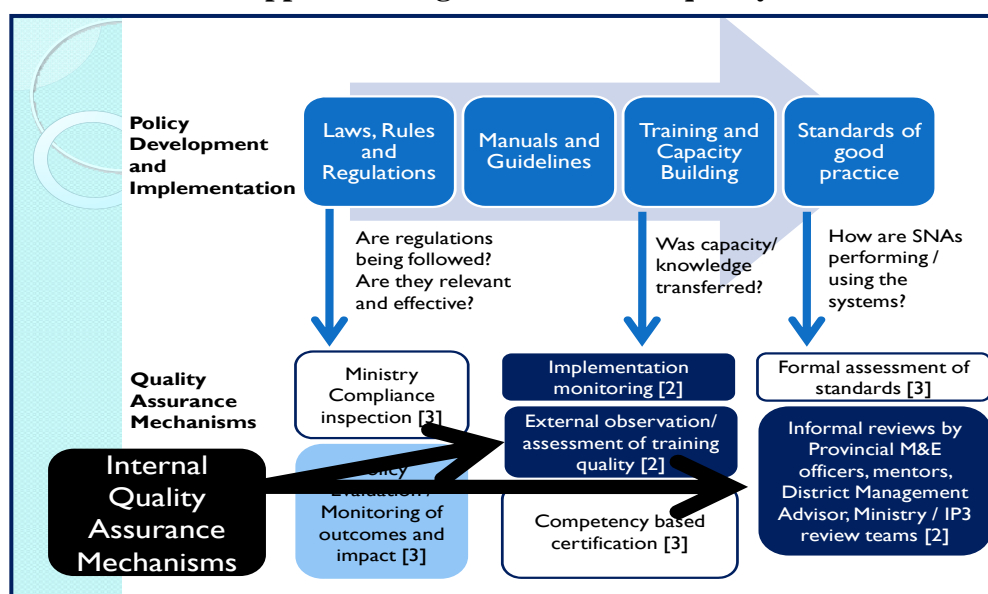 Policy
Development
and
Implementation
Laws, Rules
and
Regulations
Manuals and
Guidelines
Training and
Capacity
Building
Standards of
good
practice
Are regulations
being followed?
Are they relevant
and effective?
Was capacity/
knowledge
transferred?
How are SNAs
performing /
using the
systems?
Quality
Assurance
Mechanisms
Ministry
Compliance
inspection [3]
Policy
Evaluation /
Monitoring of
outcomes and
impact [3]
Implementation
monitoring [2]
External observation/
assessment of training
quality [2]
Competency based
certification [3]
Formal assessment of
standards [3]
Informal reviews by
Provincial M&E
officers, mentors,
District Management
Advisor, Ministry / IP3
review teams [2]
Internal
Quality
Assurance
Mechanisms